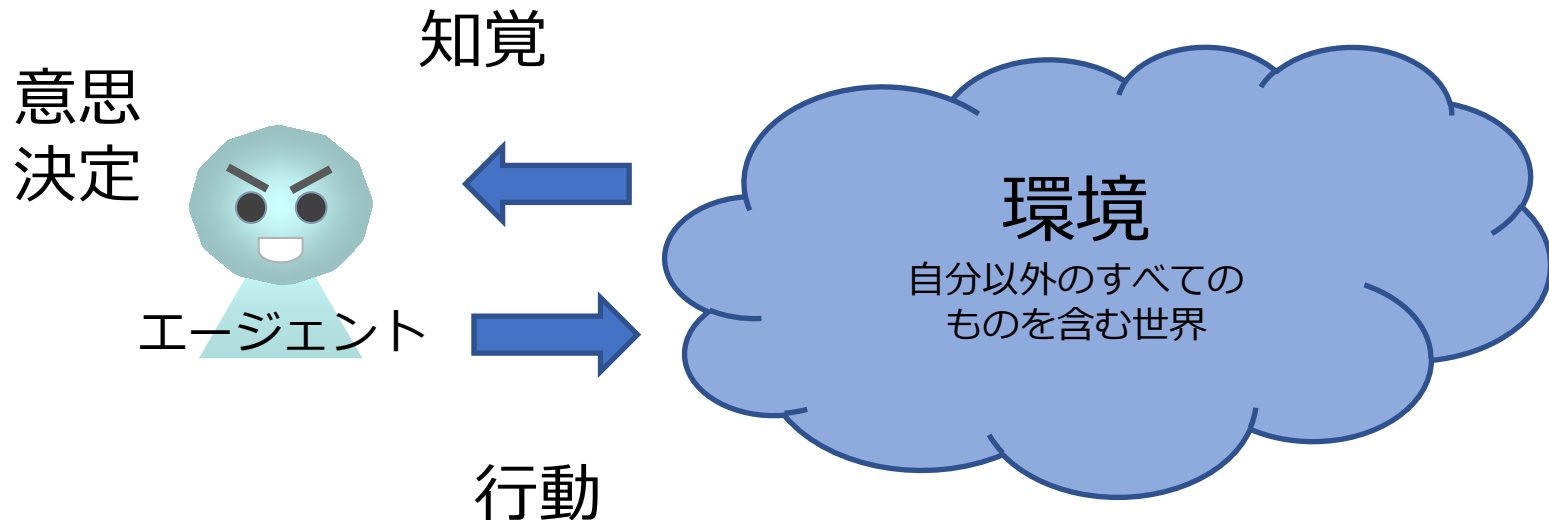 知覚
意思
決定
環境
自分以外のすべての
ものを含む世界
エージェント
行動